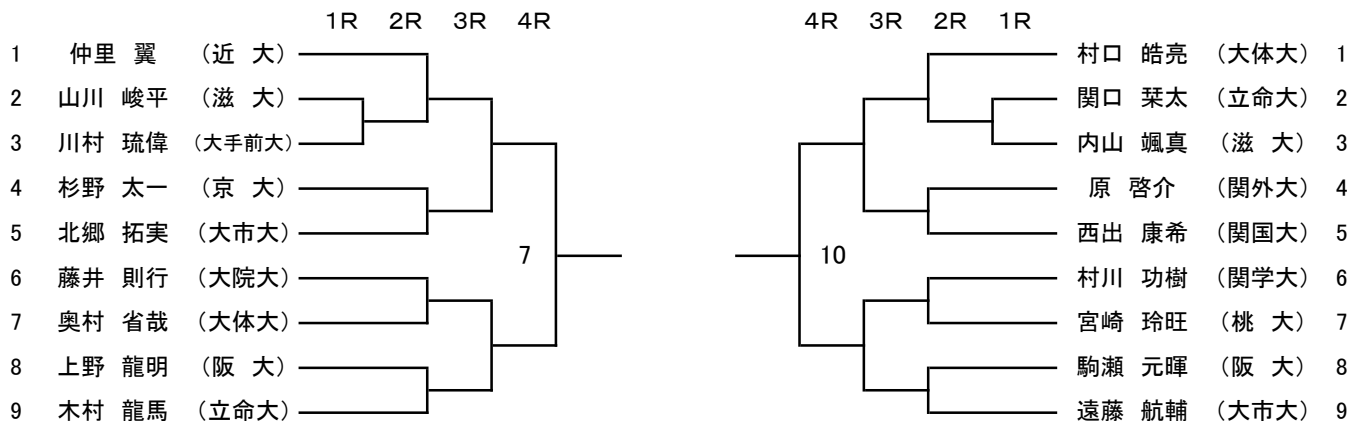 1R 2R 3R 4R 4R 3R 2R 1R
1 仲里 翼 (近 大) 村口 皓亮 (大体大) 1
2 山川 峻平 (滋 大) 関口 栞太 (立命大) 2
3 川村 琉偉 (大手前大) 内山 颯真 (滋 大) 3
4 杉野 太一 (京 大) 原 啓介 (関外大) 4
5 北郷 拓実 (大市大) 西出 康希 (関国大) 5
7 10
6 藤井 則行 (大院大) 村川 功樹 (関学大) 6
7 奥村 省哉 (大体大) 宮崎 玲旺 (桃 大) 7
8 上野 龍明 (阪 大) 駒瀬 元暉 (阪 大) 8
9 木村 龍馬 (立命大) 遠藤 航輔 (大市大) 9